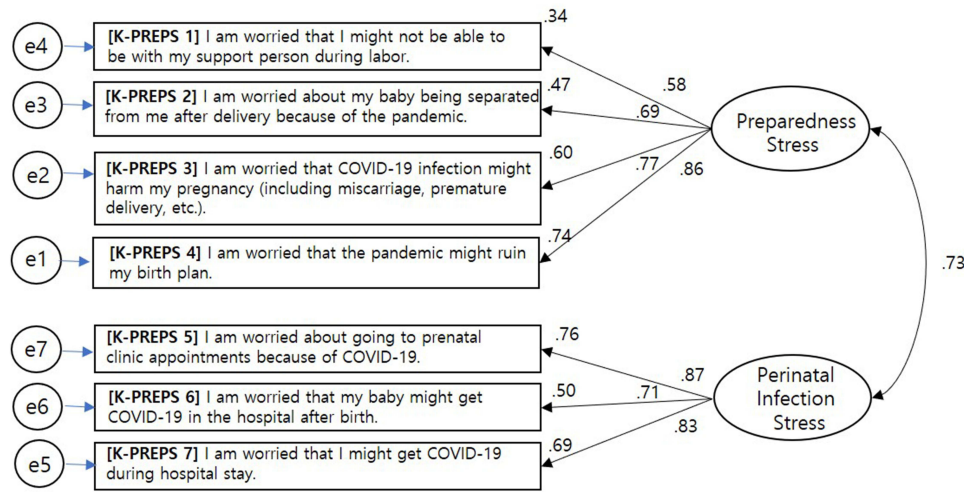 .34
e4
[K-PREPS 1] I am worried that I might not be able to
be with my support person during labor.
.58
.47
e3
[K-PREPS 2] I am worried about my baby being separated
from me after delivery because of the pandemic.
.69
Preparedness
Stress
.60
e2
[K-PREPS 3] I am worried that COVID-19 infection might
harm my pregnancy (including miscarriage, premature
delivery, etc.).
.77
.86
.74
e1
[K-PREPS 4] I am worried that the pandemic might ruin
my birth plan.
.73
e7
[K-PREPS 5] I am worried about going to prenatal
clinic appointments because of COVID-19.
.76
.87
e6
[K-PREPS 6] I am worried that my baby might get
COVID-19 in the hospital after birth.
.50
.71
Perinatal
Infection
Stress
.83
e5
[K-PREPS 7] I am worried that I might get COVID-19
during hospital stay.
.69